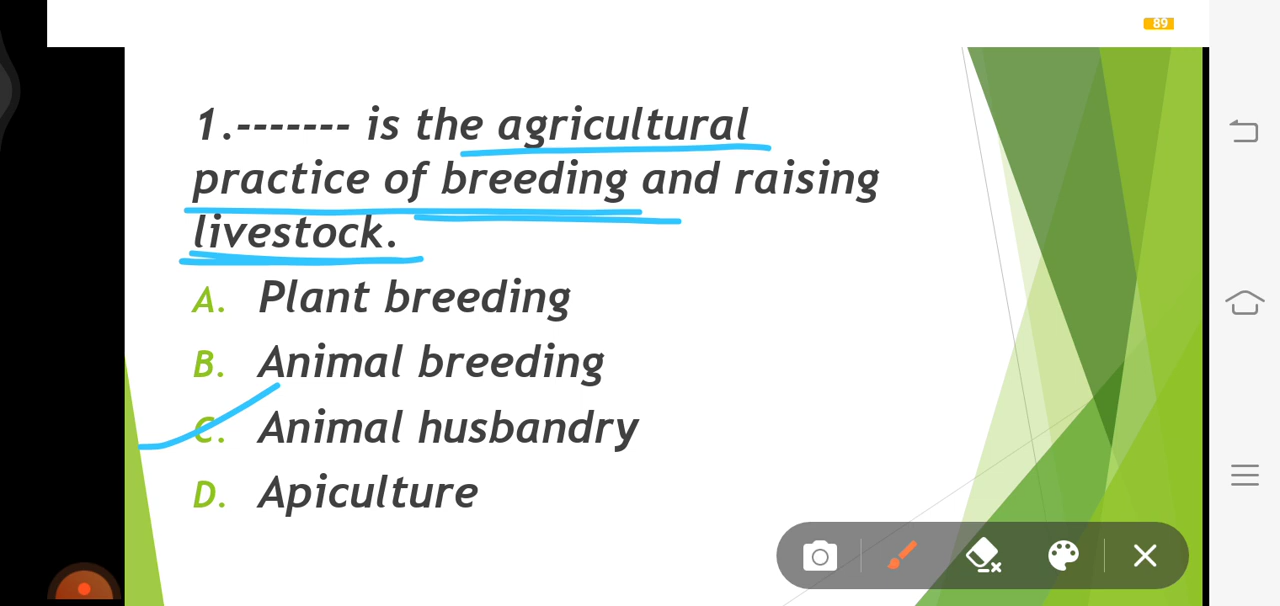 89
1.------- is the agricultural
practice of breeding and raising
livestock.
A. Plant breeding
B. Animal breeding
C. Animal husbandry
D. Apiculture